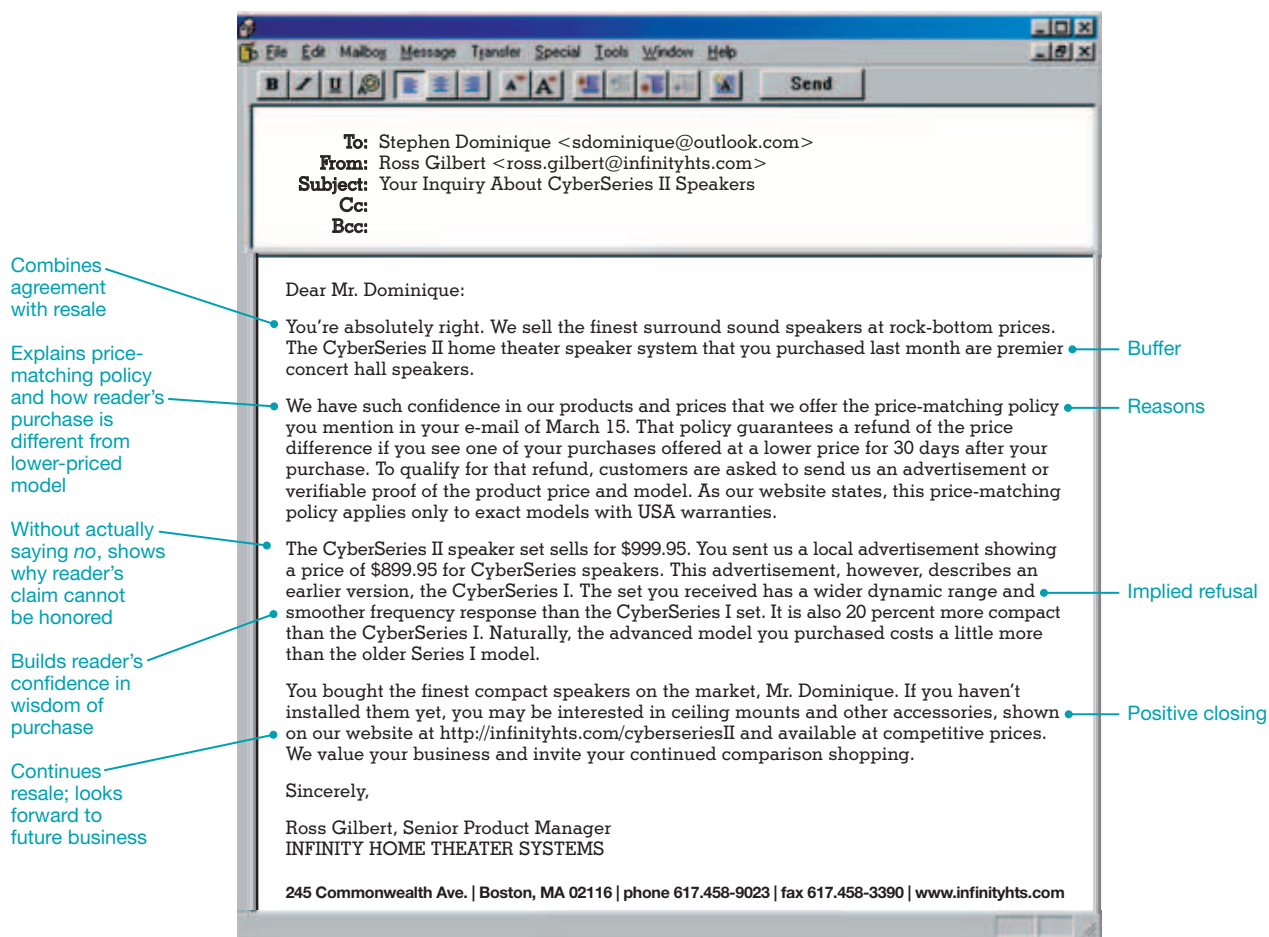 File Edit Mailbox Message Transfer Special Tools Window Help
B I U A A Send
To: Stephen Dominique <sdominique@outlook.com>
From: Ross Gilbert <ross.gilbert@infinityhts.com>
Subject: Your Inquiry About CyberSeries II Speakers
Cc:
Bcc:
Combines
agreement
with resale
Explains price-
matching policy
and how reader's
purchase is
different from
lower-priced
model
Without actually
saying no, shows
why reader's
claim cannot
be honored
Builds reader's
confidence in
wisdom of
purchase
Continues
resale; looks
forward to
future business
Dear Mr. Dominique:
You're absolutely right. We sell the finest surround sound speakers at rock-bottom prices.
The CyberSeries II home theater speaker system that you purchased last month are premier
concert hall speakers.
We have such confidence in our products and prices that we offer the price-matching policy
you mention in your e-mail of March 15. That policy guarantees a refund of the price
difference if you see one of your purchases offered at a lower price for 30 days after your
purchase. To qualify for that refund, customers are asked to send us an advertisement or
verifiable proof of the product price and model. As our website states, this price-matching
policy applies only to exact models with USA warranties.
The CyberSeries II speaker set sells for $999.95. You sent us a local advertisement showing
a price of $899.95 for CyberSeries speakers. This advertisement, however, describes an
earlier version, the CyberSeries I. The set you received has a wider dynamic range and
smoother frequency response than the CyberSeries I set. It is also 20 percent more compact
than the CyberSeries I. Naturally, the advanced model you purchased costs a little more
than the older Series I model.
You bought the finest compact speakers on the market, Mr. Dominique. If you haven't
installed them yet, you may be interested in ceiling mounts and other accessories, shown
on our website at http://infinityhts.com/cyberseriesII and available at competitive prices.
We value your business and invite your continued comparison shopping.
Sincerely,
Ross Gilbert, Senior Product Manager
INFINITY HOME THEATER SYSTEMS
245 Commonwealth Ave. | Boston, MA 02116 | phone 617.458-9023 | fax 617.458-3390 | www.infinityhts.com
Buffer
Reasons
Implied refusal
Positive closing